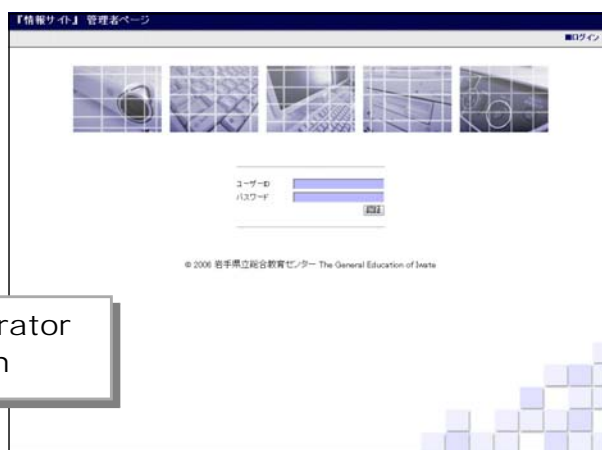 『情報サイト』 管理者ページ
■ログイン
ユーザーID
パスワード
認証
© 2006 岩手県立総合教育センター The General Education of Iwate
rator
n